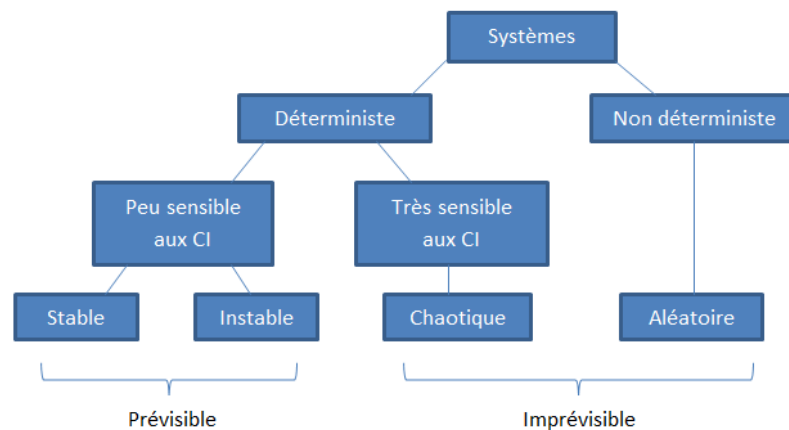 Systèmes
Déterministe
Non déterministe
Peu sensible
aux CI
Très sensible
aux CI
Stable
Instable
Chaotique
Aléatoire
Prévisible
Imprévisible